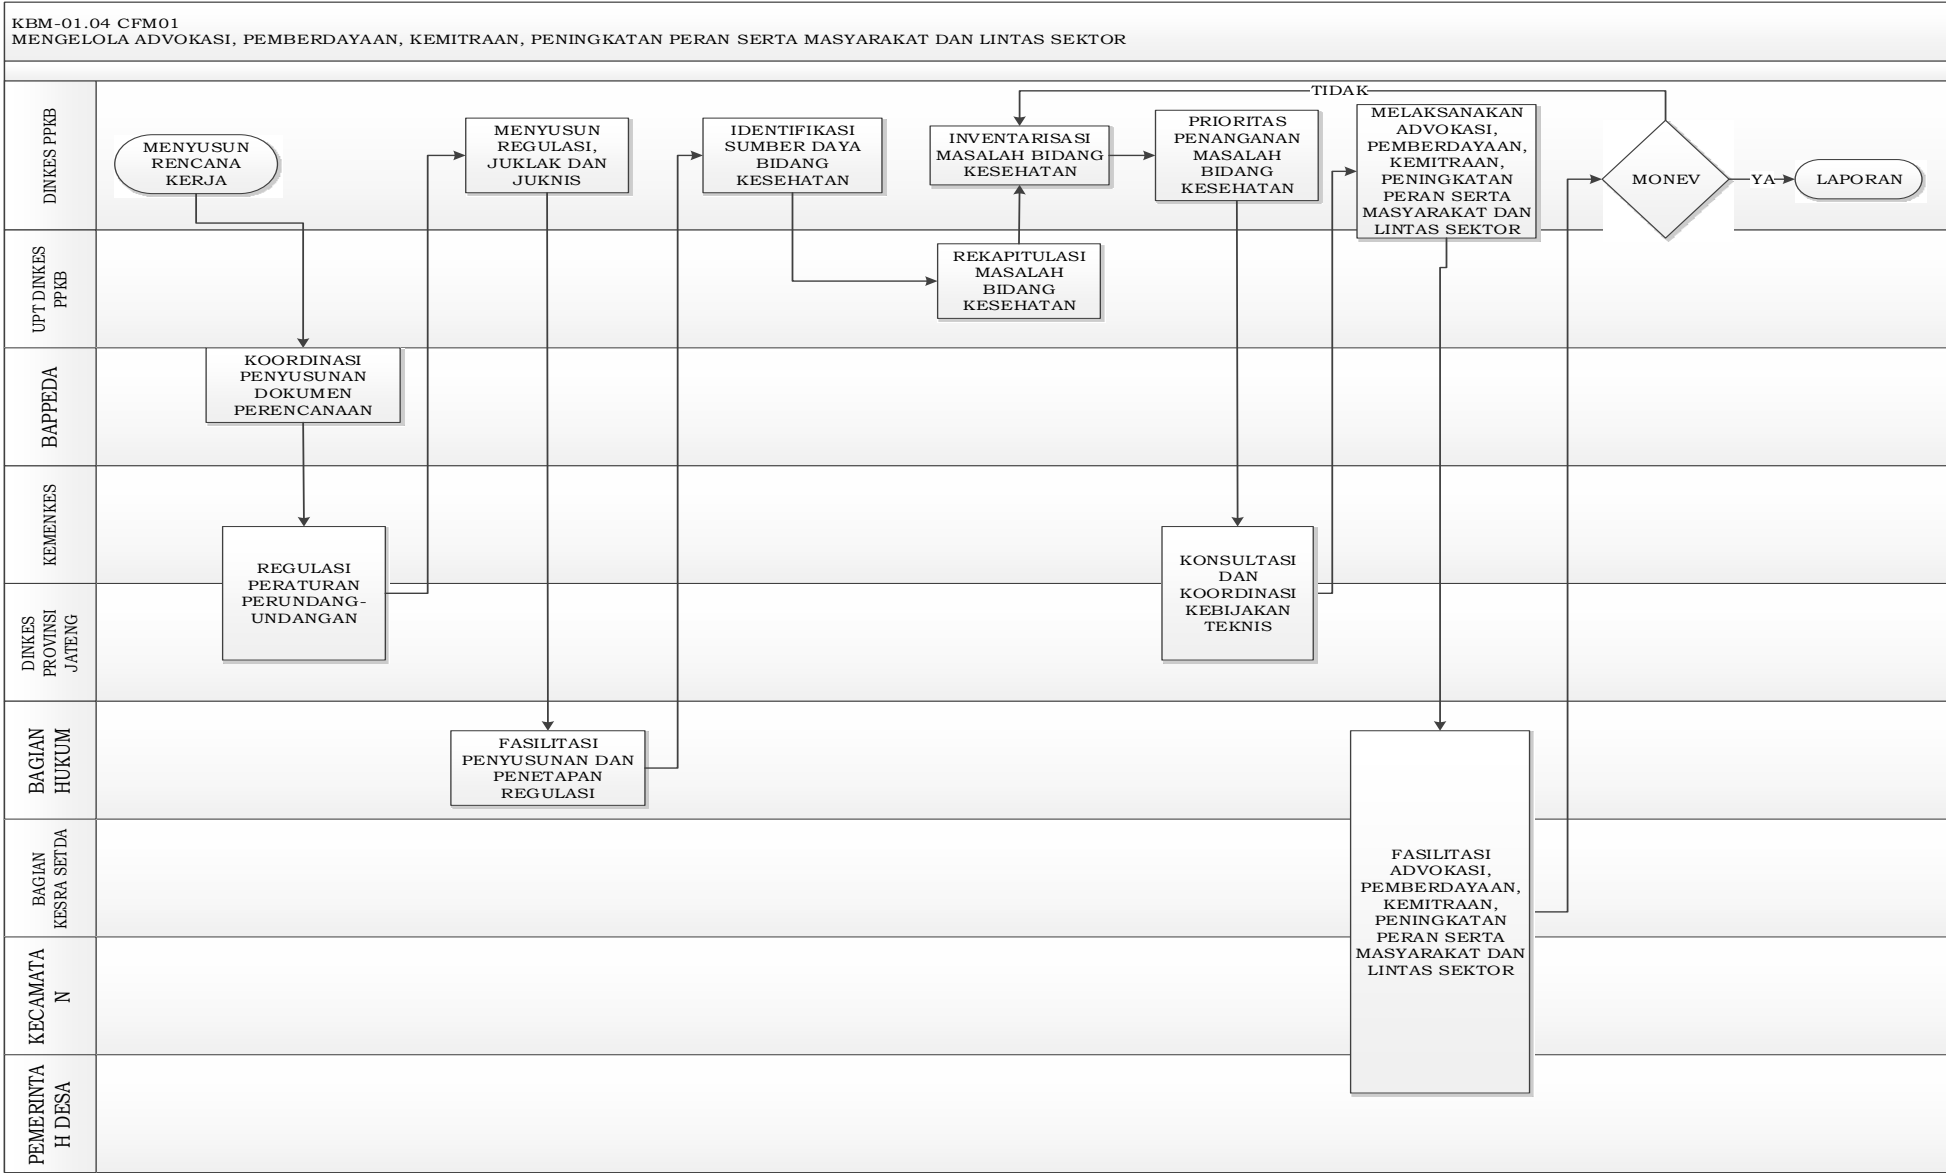 KBM-01.04 CFM01
MENGELOLA ADVOKASI, PEMBERDAYAAN, KEMITRAAN, PENINGKATAN PERAN SERTA MASYARAKAT DAN LINTAS SEKTOR
DINKES PPKB
MENYUSUN
RENCANA
KERJA
MENYUSUN
REGULASI,
JUKLAK DAN
JUKNIS
IDENTIFIKASI
SUMBER DAYA
BIDANG
KESEHATAN
INVENTARISASI
MASALAH BIDANG
KESEHATAN
PRIORITAS
PENANGANAN
MASALAH
BIDANG
KESEHATAN
TIDAK
MELAKSANAKAN
ADVOKASI,
PEMBERDAYAAN,
KEMITRAAN,
PENINGKATAN
PERAN SERTA
MASYARAKAT DAN
LINTAS SEKTOR
MONEV
YA
LAPORAN
UPT DINKES
PPKB
REKAPITULASI
MASALAH
BIDANG
KESEHATAN
BAPPEDA
KOORDINASI
PENYUSUNAN
DOKUMEN
PERENCANAAN
KEMENKES
REGULASI
PERATURAN
PERUNDANG-
UNDANGAN
KONSULTASI
DAN
KOORDINASI
KEBIJAKAN
TEKNIS
DINKES
PROVINSI
JATENG
BAGIAN
HUKUM
FASILITASI
PENYUSUNAN DAN
PENETAPAN
REGULASI
BAGIAN
KESRA SETDA
FASILITASI
ADVOKASI,
PEMBERDAYAAN,
KEMITRAAN,
PENINGKATAN
PERAN SERTA
MASYARAKAT DAN
LINTAS SEKTOR
KECAMATA
N
PEMERINTA
H DESA